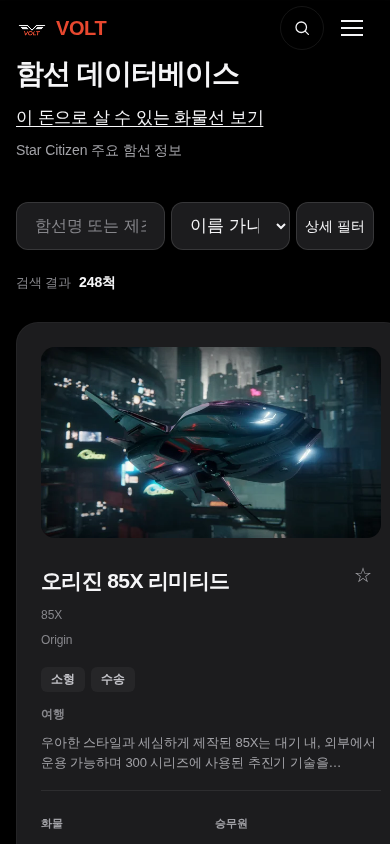 VOLT
VOLT
함선 데이터베이스
이 돈으로 살 수 있는 화물선 보기
Star Citizen 주요 함선 정보
함선명 또는
이름 가나
상세 필터
검색 결과 248척
오리진 85X 리미티드
☆
85X
Origin
소형 수송
여행
우아한 스타일과 세심하게 제작된 85X는 대기 내, 외부에서
운용 가능하며 300 시리즈에 사용된 추진기 기술을…
화물 승무원